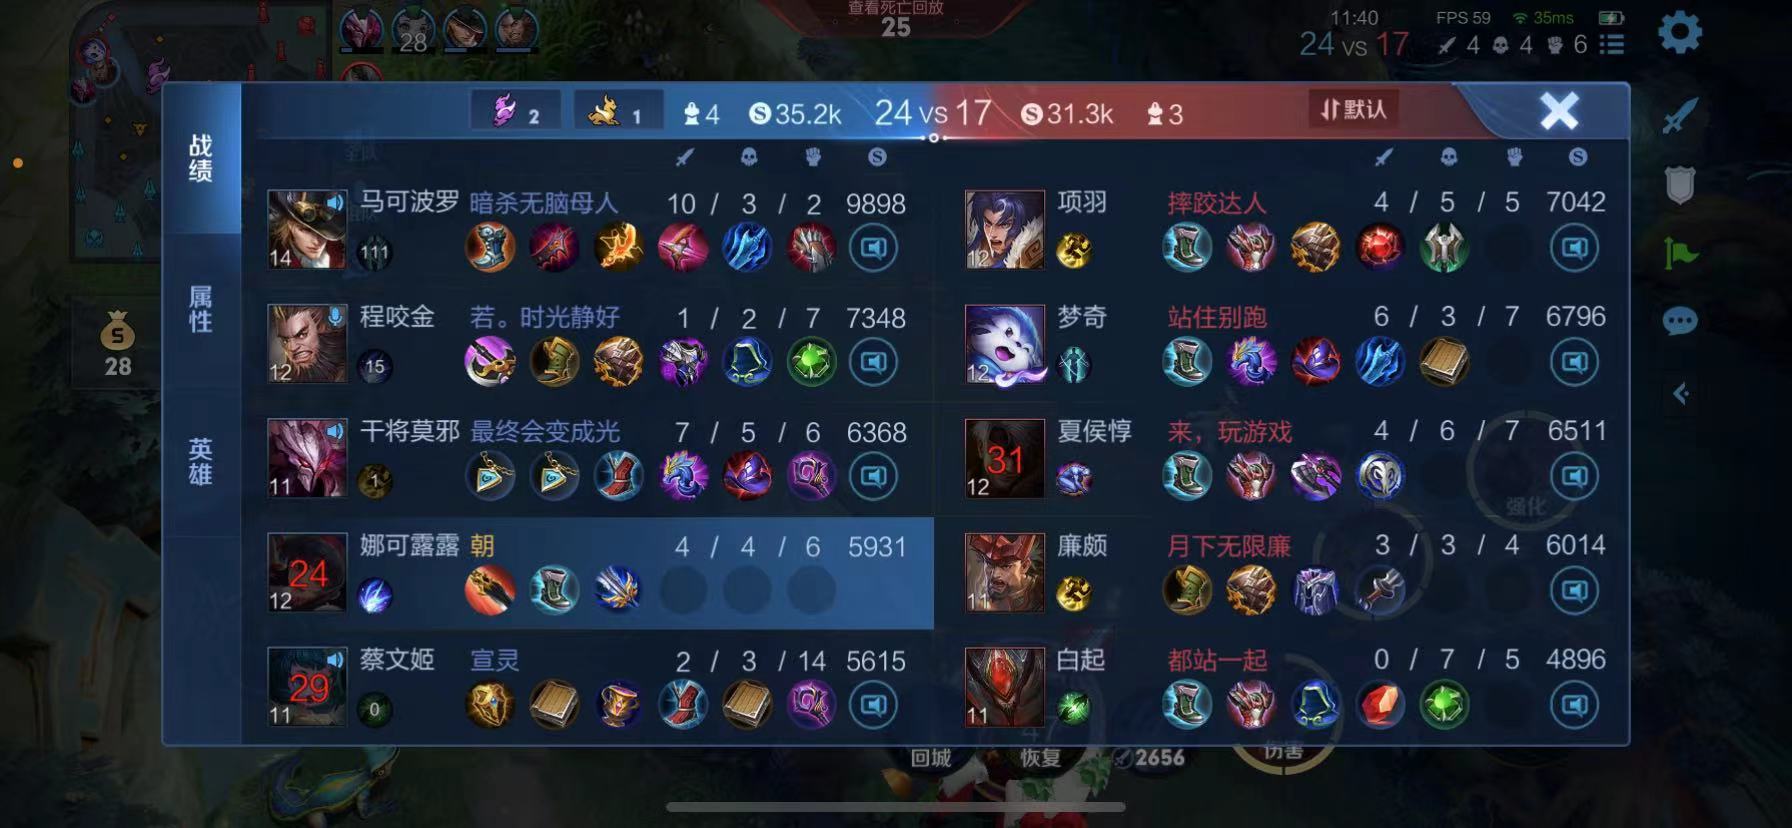 查看死亡回放
25
11:40 FPS 59 35ms
24 vs 17 4 4 6
28
2 1 4 35.2k 24 vs 17 31.3k 3 默认
战绩
属性
英雄
14 马可波罗 暗杀无脑母人 10 / 3 / 2 9898
111
12 程咬金 若。时光静好 1 / 2 / 7 7348
15
11 干将莫邪 最终会变成光 7 / 5 / 6 6368
1
24 12 娜可露露 朝 4 / 4 / 6 5931
29 11 蔡文姬 宣灵 2 / 3 / 14 5615
0
12 项羽 摔跤达人 4 / 5 / 5 7042
12 梦奇 站住别跑 6 / 3 / 7 6796
31 12 夏侯惇 来，玩游戏 4 / 6 / 7 6511
11 廉颇 月下无限廉 3 / 3 / 4 6014
11 白起 都站一起 0 / 7 / 5 4896
28
强化
回城 恢复 2656 伤害